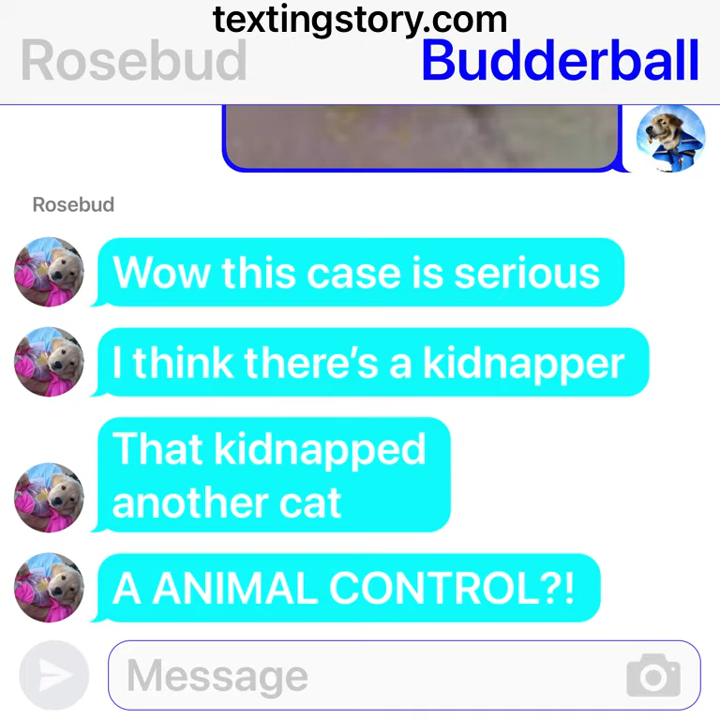 textingstory.com
Rosebud
Budderball
Rosebud
Wow this case is serious
I think there's a kidnapper
That kidnapped
another cat
A ANIMAL CONTROL?!
Message